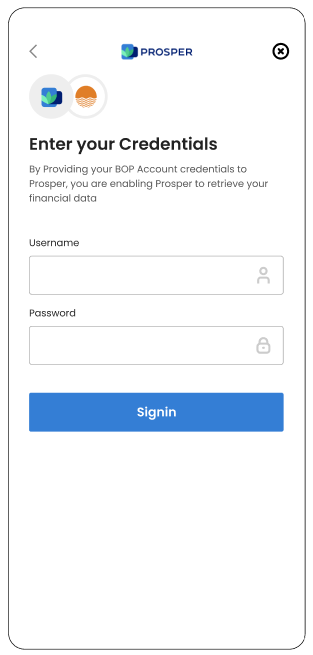 PROSPER
Enter your Credentials
By Providing your BOP Account credentials to
Prosper, you are enabling Prosper to retrieve your
financial data
Username
Password
Signin